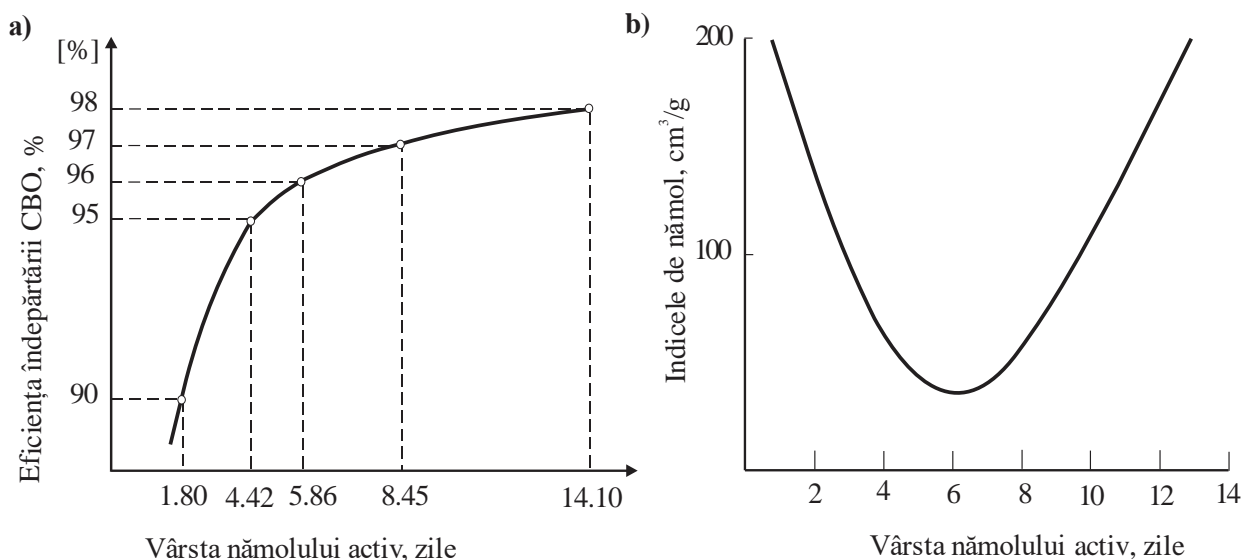 a)
[%]
98
97
96
95
90
Eficiența îndepărtării CBO, %
1.80 4.42 5.86 8.45 14.10
Vârsta nămolului activ, zile
b)
200
100
Indicele de nămol, cm³/g
2 4 6 8 10 12 14
Vârsta nămolului activ, zile